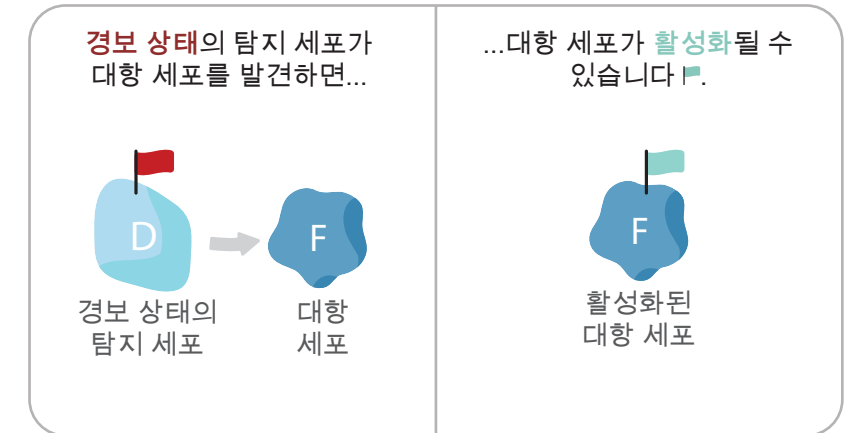 경보 상태의 탐지 세포가
대항 세포를 발견하면...
D
F
경보 상태의
탐지 세포
대항
세포
...대항 세포가 활성화될 수
있습니다.
F
활성화된
대항 세포